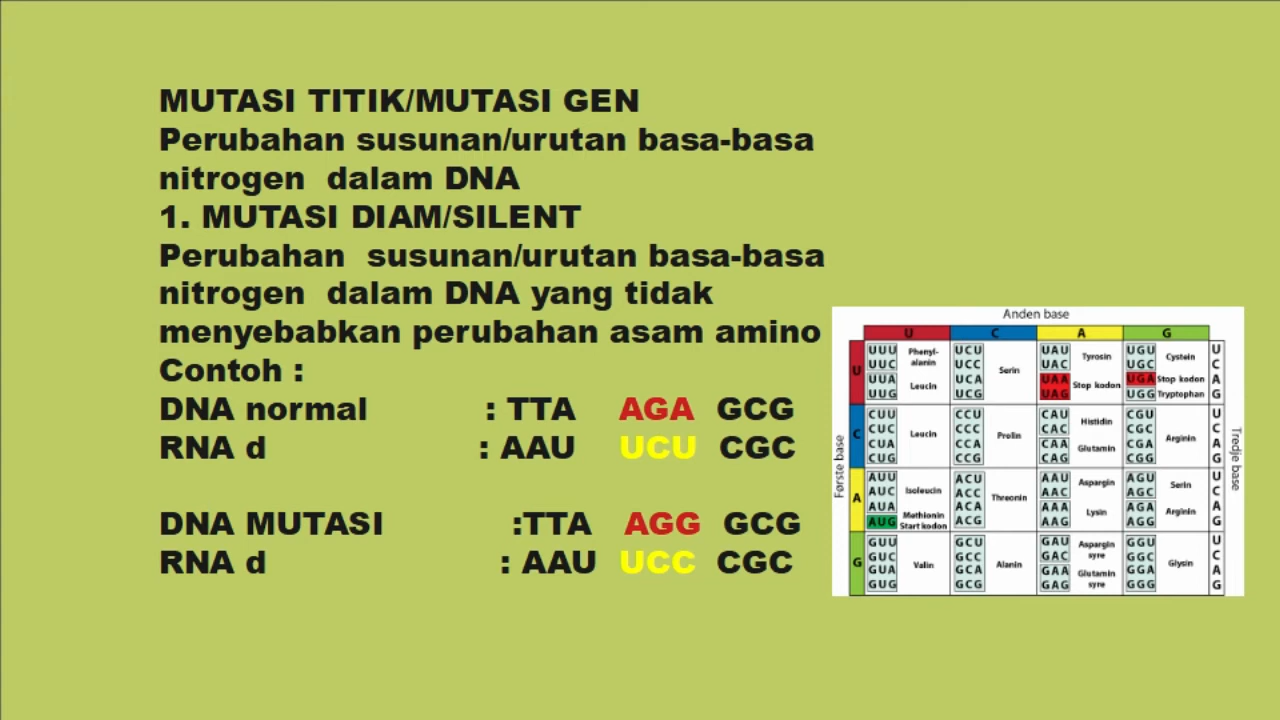 MUTASI TITIK/MUTASI GEN
Perubahan susunan/urutan basa-basa
nitrogen dalam DNA
1. MUTASI DIAM/SILENT
Perubahan susunan/urutan basa-basa
nitrogen dalam DNA yang tidak
menyebabkan perubahan asam amino
Contoh :
DNA normal : TTA AGA GCG
RNA d : AAU UCU CGC
DNA MUTASI :TTA AGG GCG
RNA d : AAU UCC CGC
Anden base
U C A G
Første base
Tredje base
U
UUU Phenyl- UCU UAU Tyrosin UGU Cystein U
UUC alanin UCC Serin UAC UGC C
UUA Leucin UCA UAA Stop kodon UGA Stop kodon A
UUG UCG UAG UGG Tryptophan G
C
CUU CCU CAU Histidin CGU U
CUC Leucin CCC Prolin CAC CGC Arginin C
CUA CCA CAA Glutamin CGA A
CUG CCG CAG CGG G
A
AUU ACU AAU Aspargin AGU Serin U
AUC Isoleucin ACC Threonin AAC AGC C
AUA ACA AAA Lysin AGA Arginin A
AUG Methionin Start kodon ACG AAG AGG G
G
GUU GCU GAU Aspargin syre GGU U
GUC Valin GCC Alanin GAC GGC Glysin C
GUA GCA GAA Glutamin syre GGA A
GUG GCG GAG GGG G